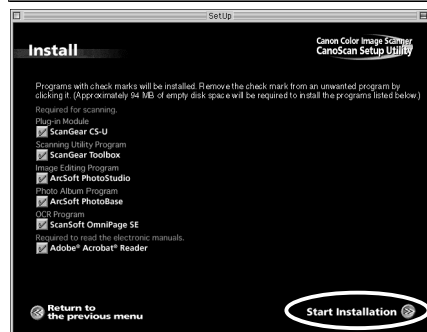 SetUp
Install
Canon Color Image Scanner
CanoScan Setup Utility
Programs with check marks will be installed. Remove the check mark from an unwanted program by
clicking it. (Approximately 94 MB of empty disk space will be required to install the programs listed below.)
Required for scanning.
Plug-in Module
ScanGear CS-U
Scanning Utility Program
ScanGear Toolbox
Image Editing Program
ArcSoft PhotoStudio
Photo Album Program
ArcSoft PhotoBase
OCR Program
ScanSoft OmniPage SE
Required to read the electronic manuals.
Adobe® Acrobat® Reader
Return to
the previous menu
Start Installation